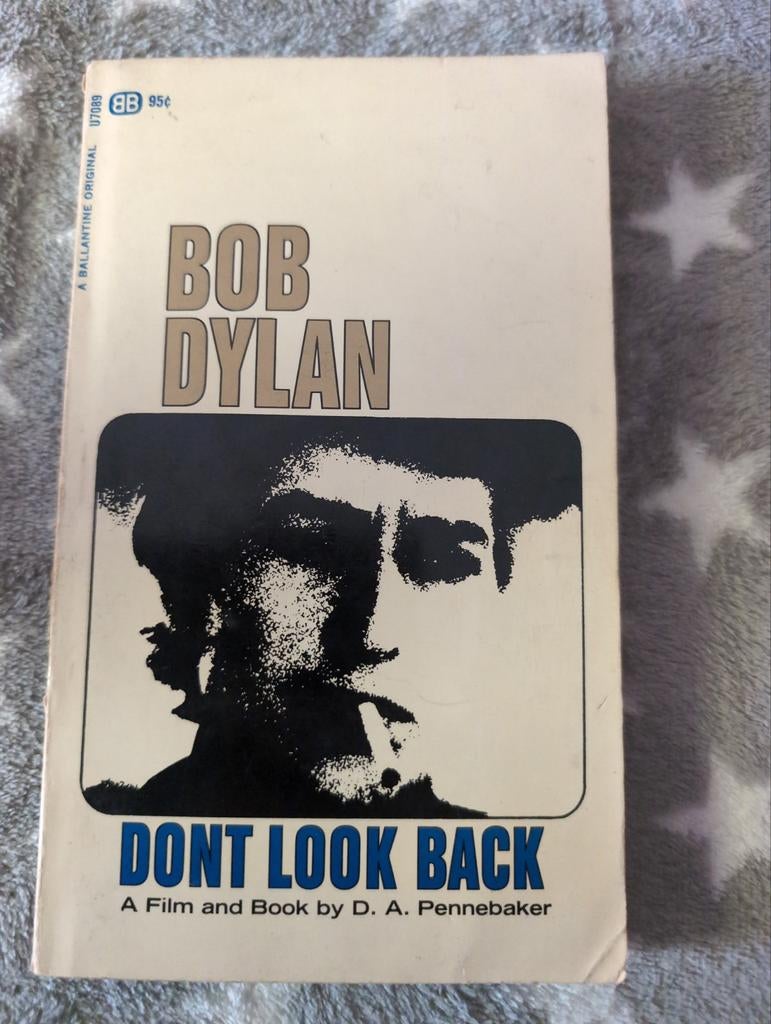 A BALLANTINE ORIGINAL U7089
BB 95¢
BOB
DYLAN
DONT LOOK BACK
A Film and Book by D. A. Pennebaker